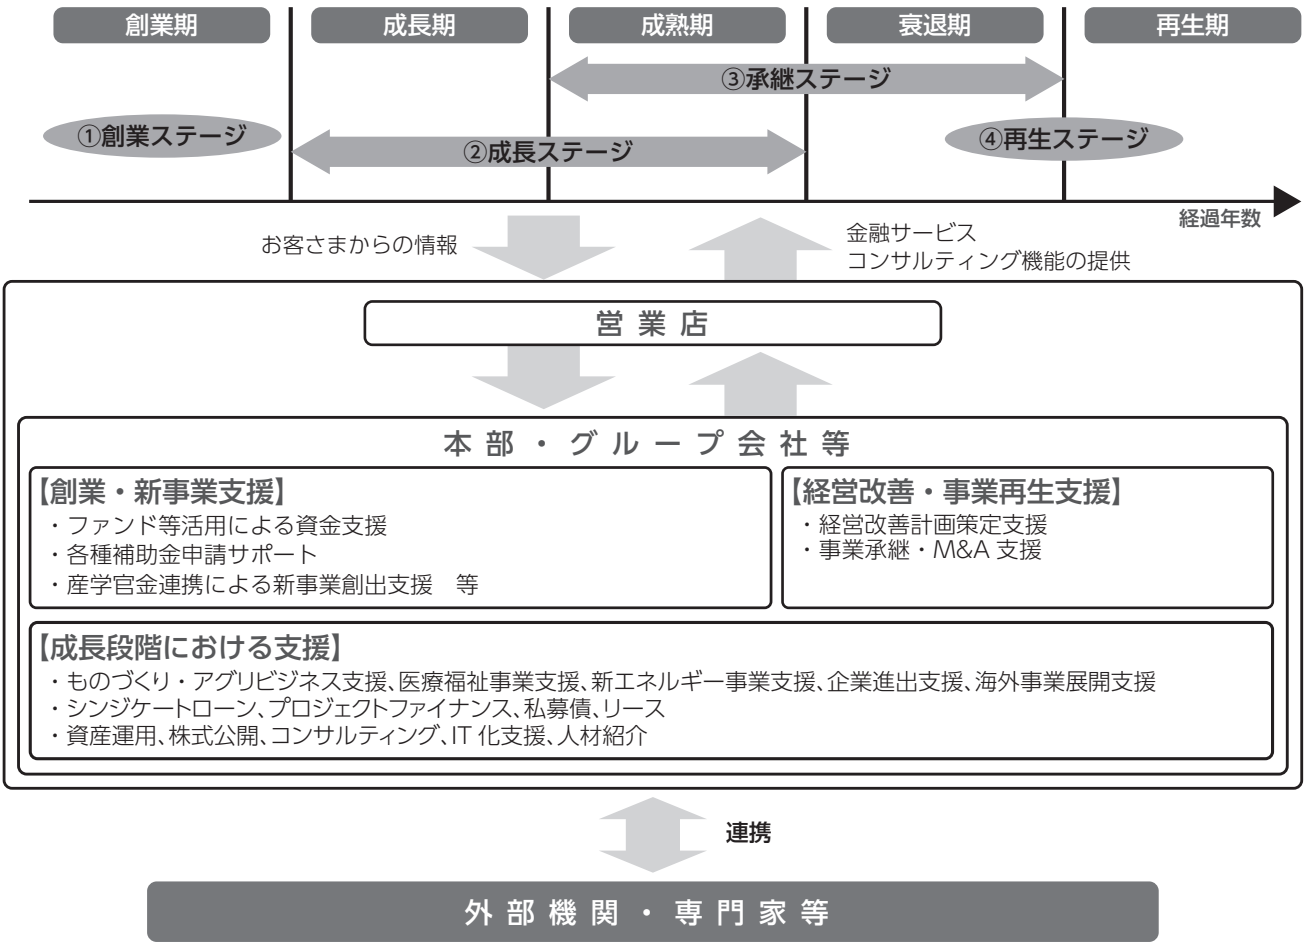 創業期
成長期
成熟期
衰退期
再生期
③承継ステージ
①創業ステージ
②成長ステージ
④再生ステージ
経過年数
お客さまからの情報
金融サービス
コンサルティング機能の提供
営業店
本部・グループ会社等
【創業・新事業支援】
・ファンド等活用による資金支援
・各種補助金申請サポート
・産学官金連携による新事業創出支援　等
【経営改善・事業再生支援】
・経営改善計画策定支援
・事業承継・M&A 支援
【成長段階における支援】
・ものづくり・アグリビジネス支援、医療福祉事業支援、新エネルギー事業支援、企業進出支援、海外事業展開支援
・シンジケートローン、プロジェクトファイナンス、私募債、リース
・資産運用、株式公開、コンサルティング、IT 化支援、人材紹介
連携
外部機関・専門家等